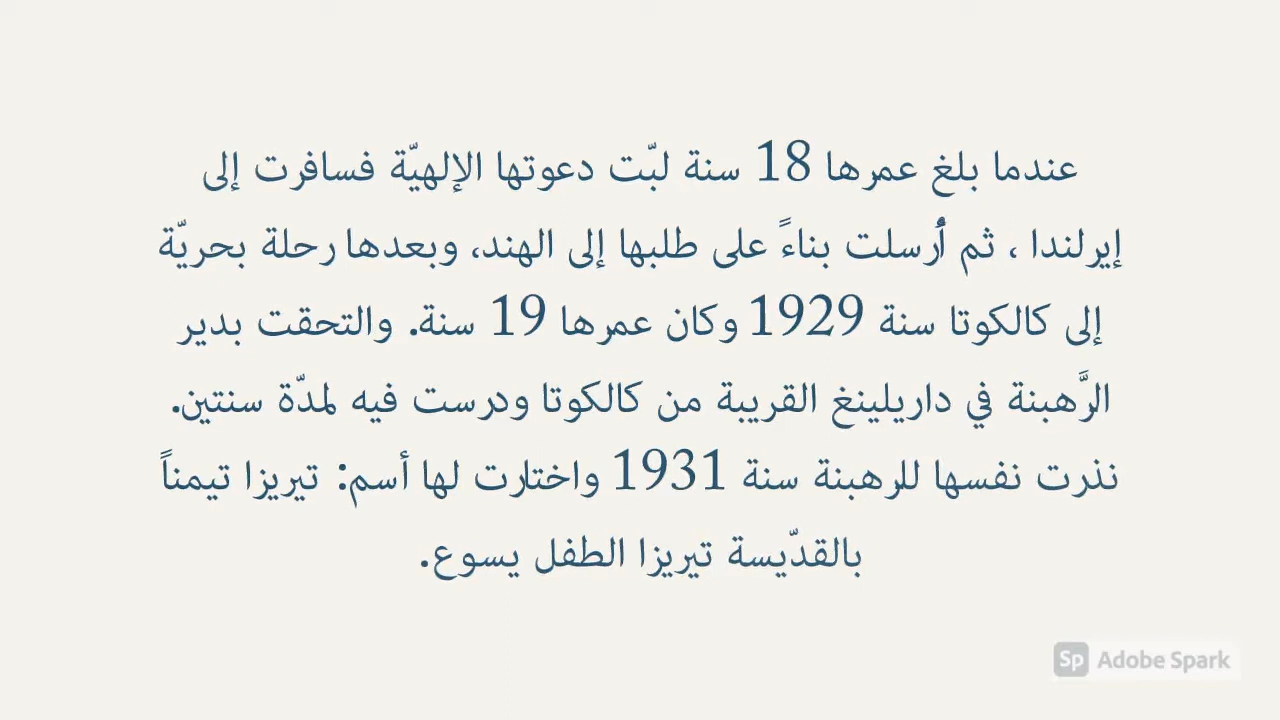 عندما بلغ عمرها 18 سنة لبّت دعوتها الإلهيّة فسافرت إلى
إيرلندا ، ثم أُرسلت بناءً على طلبها إلى الهند، وبعدها رحلة بحريّة
إلى كالكوتا سنة 1929 وكان عمرها 19 سنة. والتحقت بدير
الرَّهبنة في داريلينغ القريبة من كالكوتا ودرست فيه لمدّة سنتين.
نذرت نفسها للرهبنة سنة 1931 واختارت لها أسم: تيريزا تيمناً
بالقدّيسة تيريزا الطفل يسوع.
Sp Adobe Spark